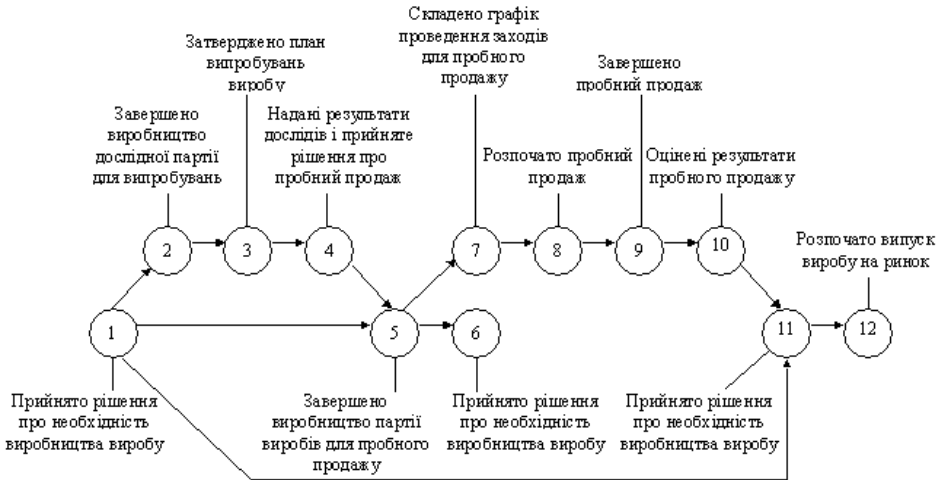 Складено графік
проведення заходів
для пробного
продажу
Затверджено план
випробувань
виробу
Завершено
пробний продаж
Завершено
виробництво
дослідної партії
для випробувань
Надані результати
дослідів і прийняте
рішення про
пробний продаж
Розпочато пробний
продаж
Оцінені результати
пробного продажу
Розпочато випуск
виробу на ринок
2
3
4
7
8
9
10
1
5
6
11
12
Прийнято рішення
про необхідність
виробництва виробу
Завершено
виробництво партії
виробів для пробного
продажу
Прийнято рішення
про необхідність
виробництва виробу
Прийнято рішення
про необхідність
виробництва виробу